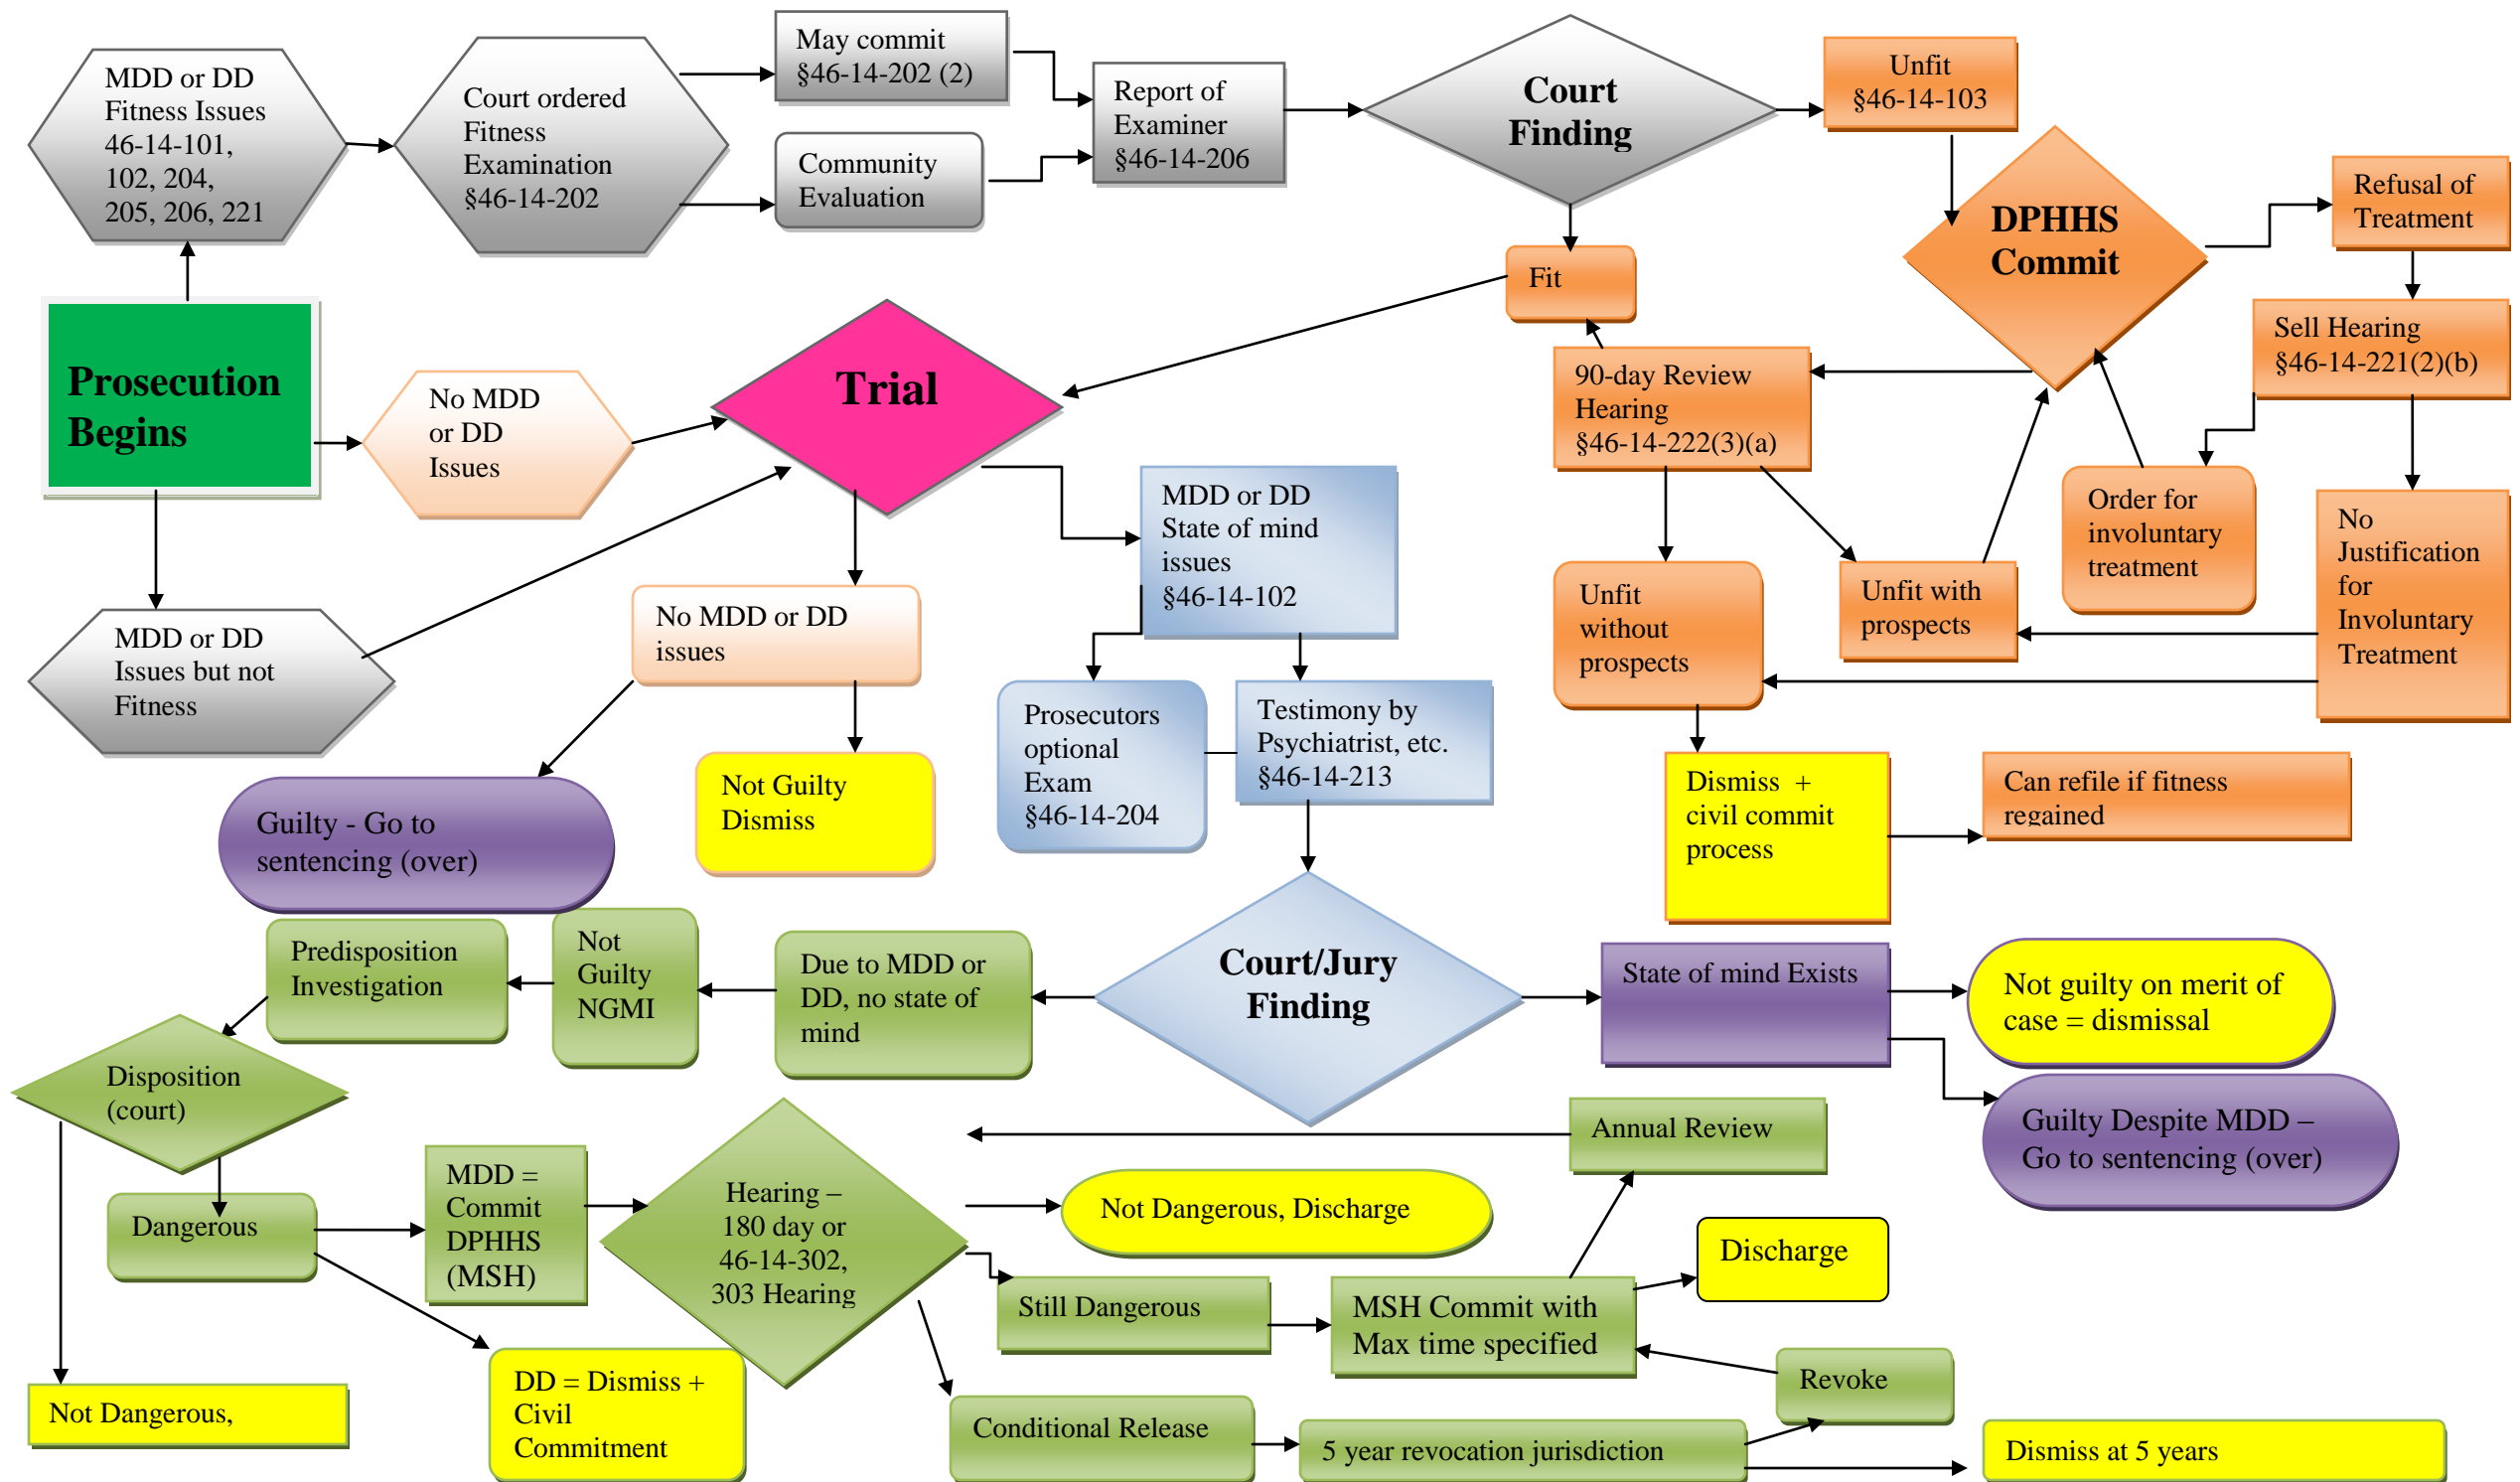 MDD or DD
Fitness Issues
46-14-101,
102, 204,
205, 206, 221
Court ordered
Fitness
Examination
§46-14-202
May commit
§46-14-202 (2)
Community
Evaluation
Report of
Examiner
§46-14-206
Court
Finding
Unfit
§46-14-103
DPHHS
Commit
Refusal of
Treatment
Sell Hearing
§46-14-221(2)(b)
Fit
Prosecution
Begins
No MDD
or DD
Issues
Trial
90-day Review
Hearing
§46-14-222(3)(a)
Order for
involuntary
treatment
No
Justification
for
Involuntary
Treatment
MDD or DD
State of mind
issues
§46-14-102
Unfit
without
prospects
Unfit with
prospects
MDD or DD
Issues but not
Fitness
No MDD or DD
issues
Prosecutors
optional
Exam
§46-14-204
Testimony by
Psychiatrist, etc.
§46-14-213
Guilty - Go to
sentencing (over)
Not Guilty
Dismiss
Dismiss +
civil commit
process
Can refile if fitness
regained
Predisposition
Investigation
Not
Guilty
NGMI
Due to MDD or
DD, no state of
mind
Court/Jury
Finding
State of mind Exists
Not guilty on merit of
case = dismissal
Guilty Despite MDD –
Go to sentencing (over)
Disposition
(court)
Dangerous
MDD =
Commit
DPHHS
(MSH)
Hearing –
180 day or
46-14-302,
303 Hearing
Annual Review
Not Dangerous, Discharge
Discharge
Still Dangerous
MSH Commit with
Max time specified
Revoke
Not Dangerous,
DD = Dismiss +
Civil
Commitment
Conditional Release
5 year revocation jurisdiction
Dismiss at 5 years